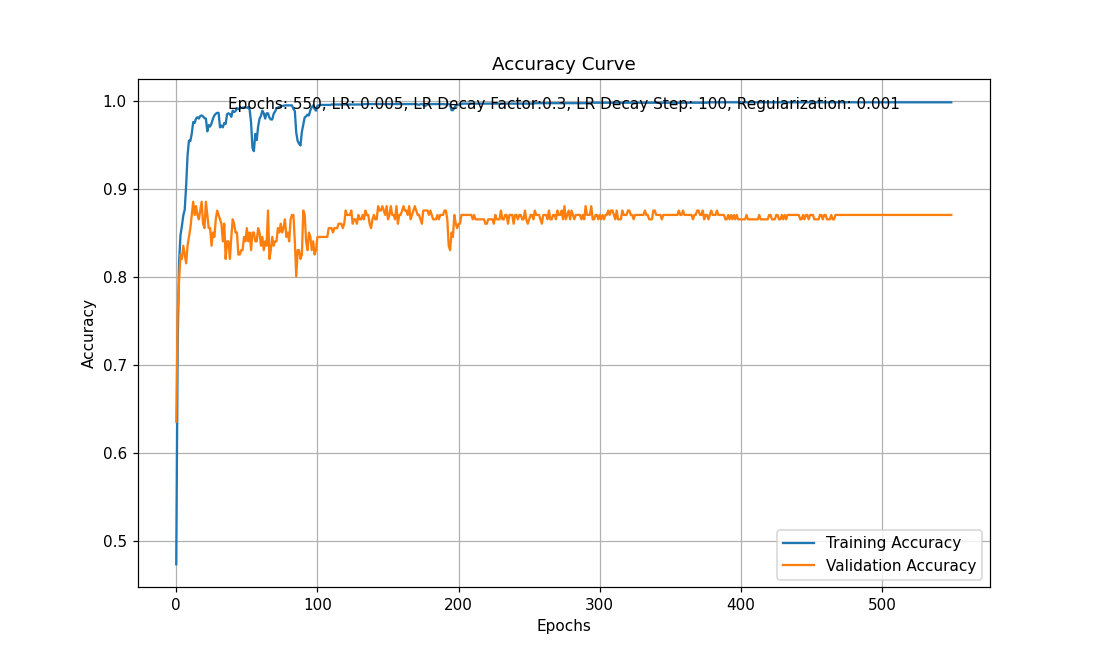 Accuracy Curve
Epochs: 550, LR: 0.005, LR Decay Factor:0.3, LR Decay Step: 100, Regularization: 0.001
1.0
0.9
0.8
0.7
0.6
0.5
Accuracy
Training Accuracy
Validation Accuracy
0 100 200 300 400 500
Epochs